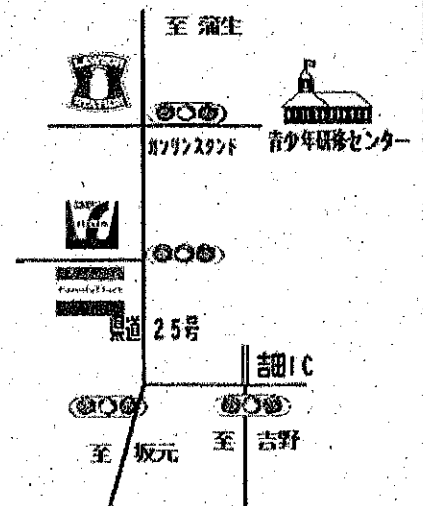 至 蒲生
ガソリンスタンド
青少年研修センター
FamilyMart
県道 25号
吉田IC
至 坂元
至 吉野